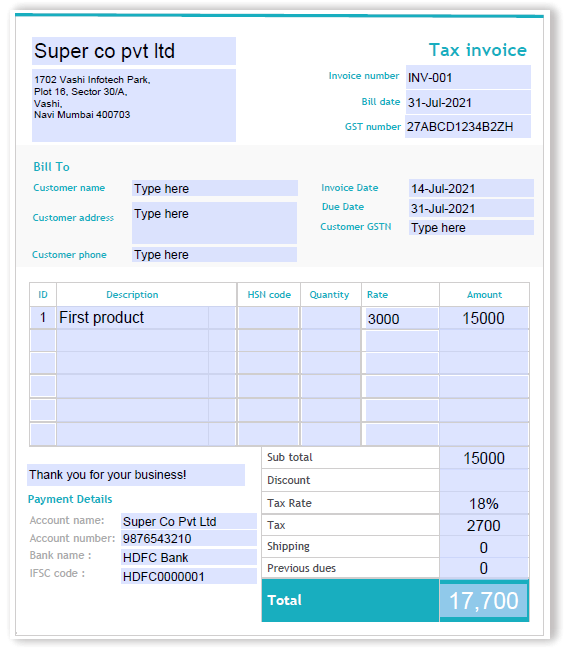 Super co pvt ltd
Tax invoice
1702 Vashi Infotech Park,
Plot 16, Sector 30/A,
Vashi,
Navi Mumbai 400703
Invoice number INV-001
Bill date 31-Jul-2021
GST number 27ABCD1234B2ZH
Bill To
Customer name Type here
Customer address Type here
Customer phone Type here
Invoice Date 14-Jul-2021
Due Date 31-Jul-2021
Customer GSTN Type here
ID Description HSN code Quantity Rate Amount
1 First product 3000 15000
Sub total 15000
Discount
Tax Rate 18%
Tax 2700
Shipping 0
Previous dues 0
Total 17,700
Thank you for your business!
Payment Details
Account name: Super Co Pvt Ltd
Account number: 9876543210
Bank name : HDFC Bank
IFSC code : HDFC0000001